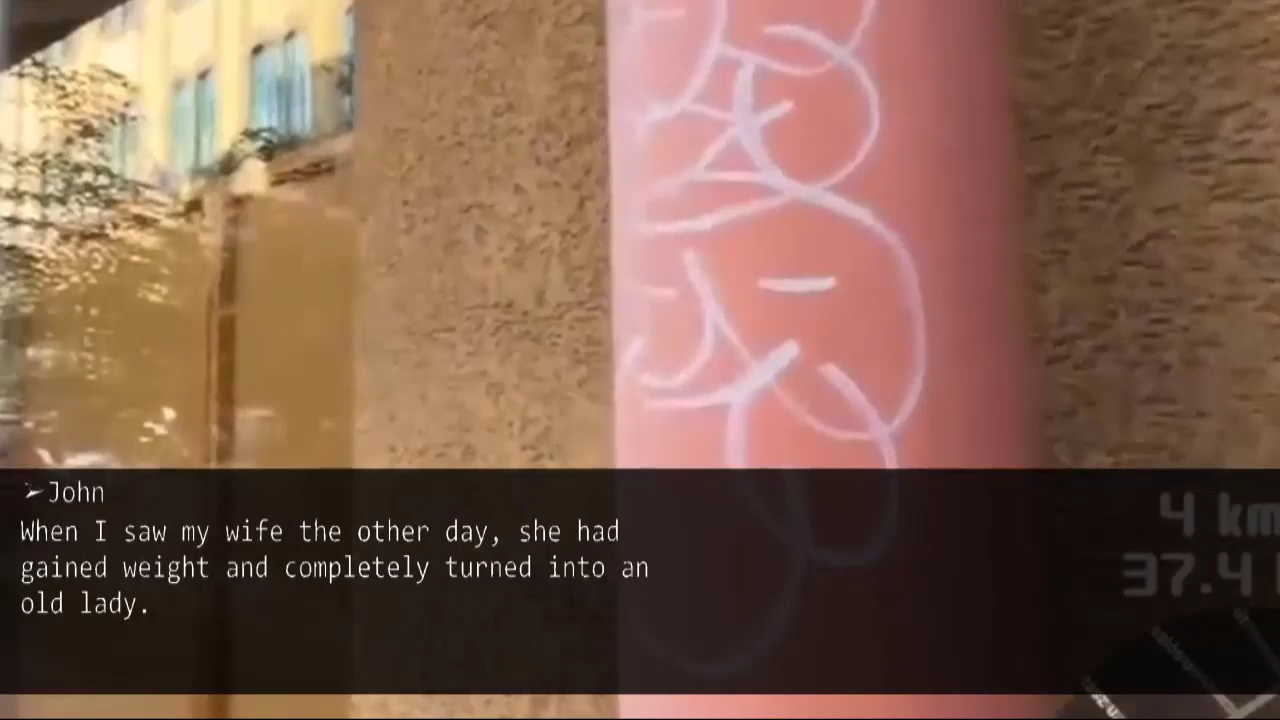 ➢John
When I saw my wife the other day, she had
gained weight and completely turned into an
old lady.
4 km
37.4